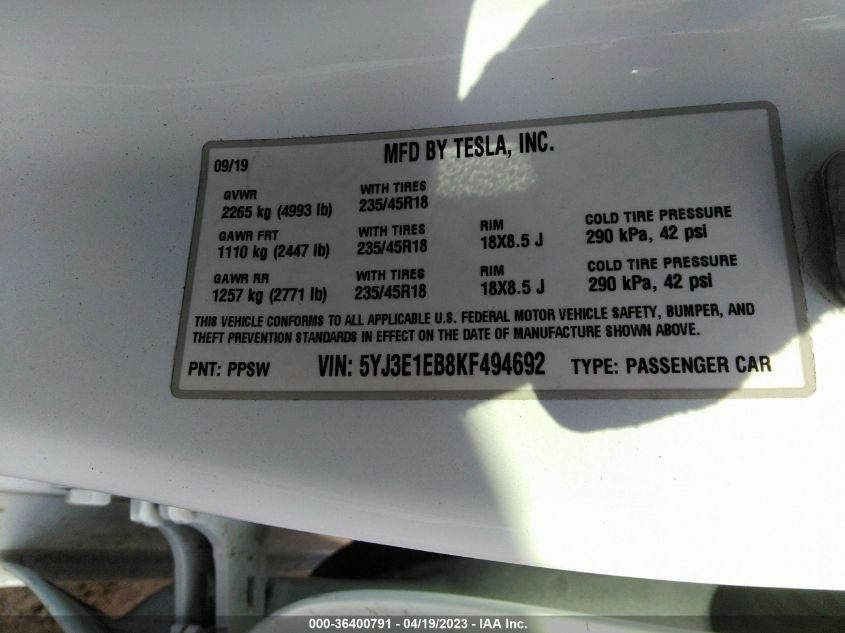 09/19 MFD BY TESLA, INC.
GVWR WITH TIRES
2265 kg (4993 lb) 235/45R18
GAWR FRT WITH TIRES RIM COLD TIRE PRESSURE
1110 kg (2447 lb) 235/45R18 18X8.5 J 290 kPa, 42 psi
GAWR RR WITH TIRES RIM COLD TIRE PRESSURE
1257 kg (2771 lb) 235/45R18 18X8.5 J 290 kPa, 42 psi
THIS VEHICLE CONFORMS TO ALL APPLICABLE U.S. FEDERAL MOTOR VEHICLE SAFETY, BUMPER, AND
THEFT PREVENTION STANDARDS IN EFFECT ON THE DATE OF MANUFACTURE SHOWN ABOVE.
PNT: PPSW VIN: 5YJ3E1EB8KF494692 TYPE: PASSENGER CAR
000-36400791 - 04/19/2023 - IAA Inc.